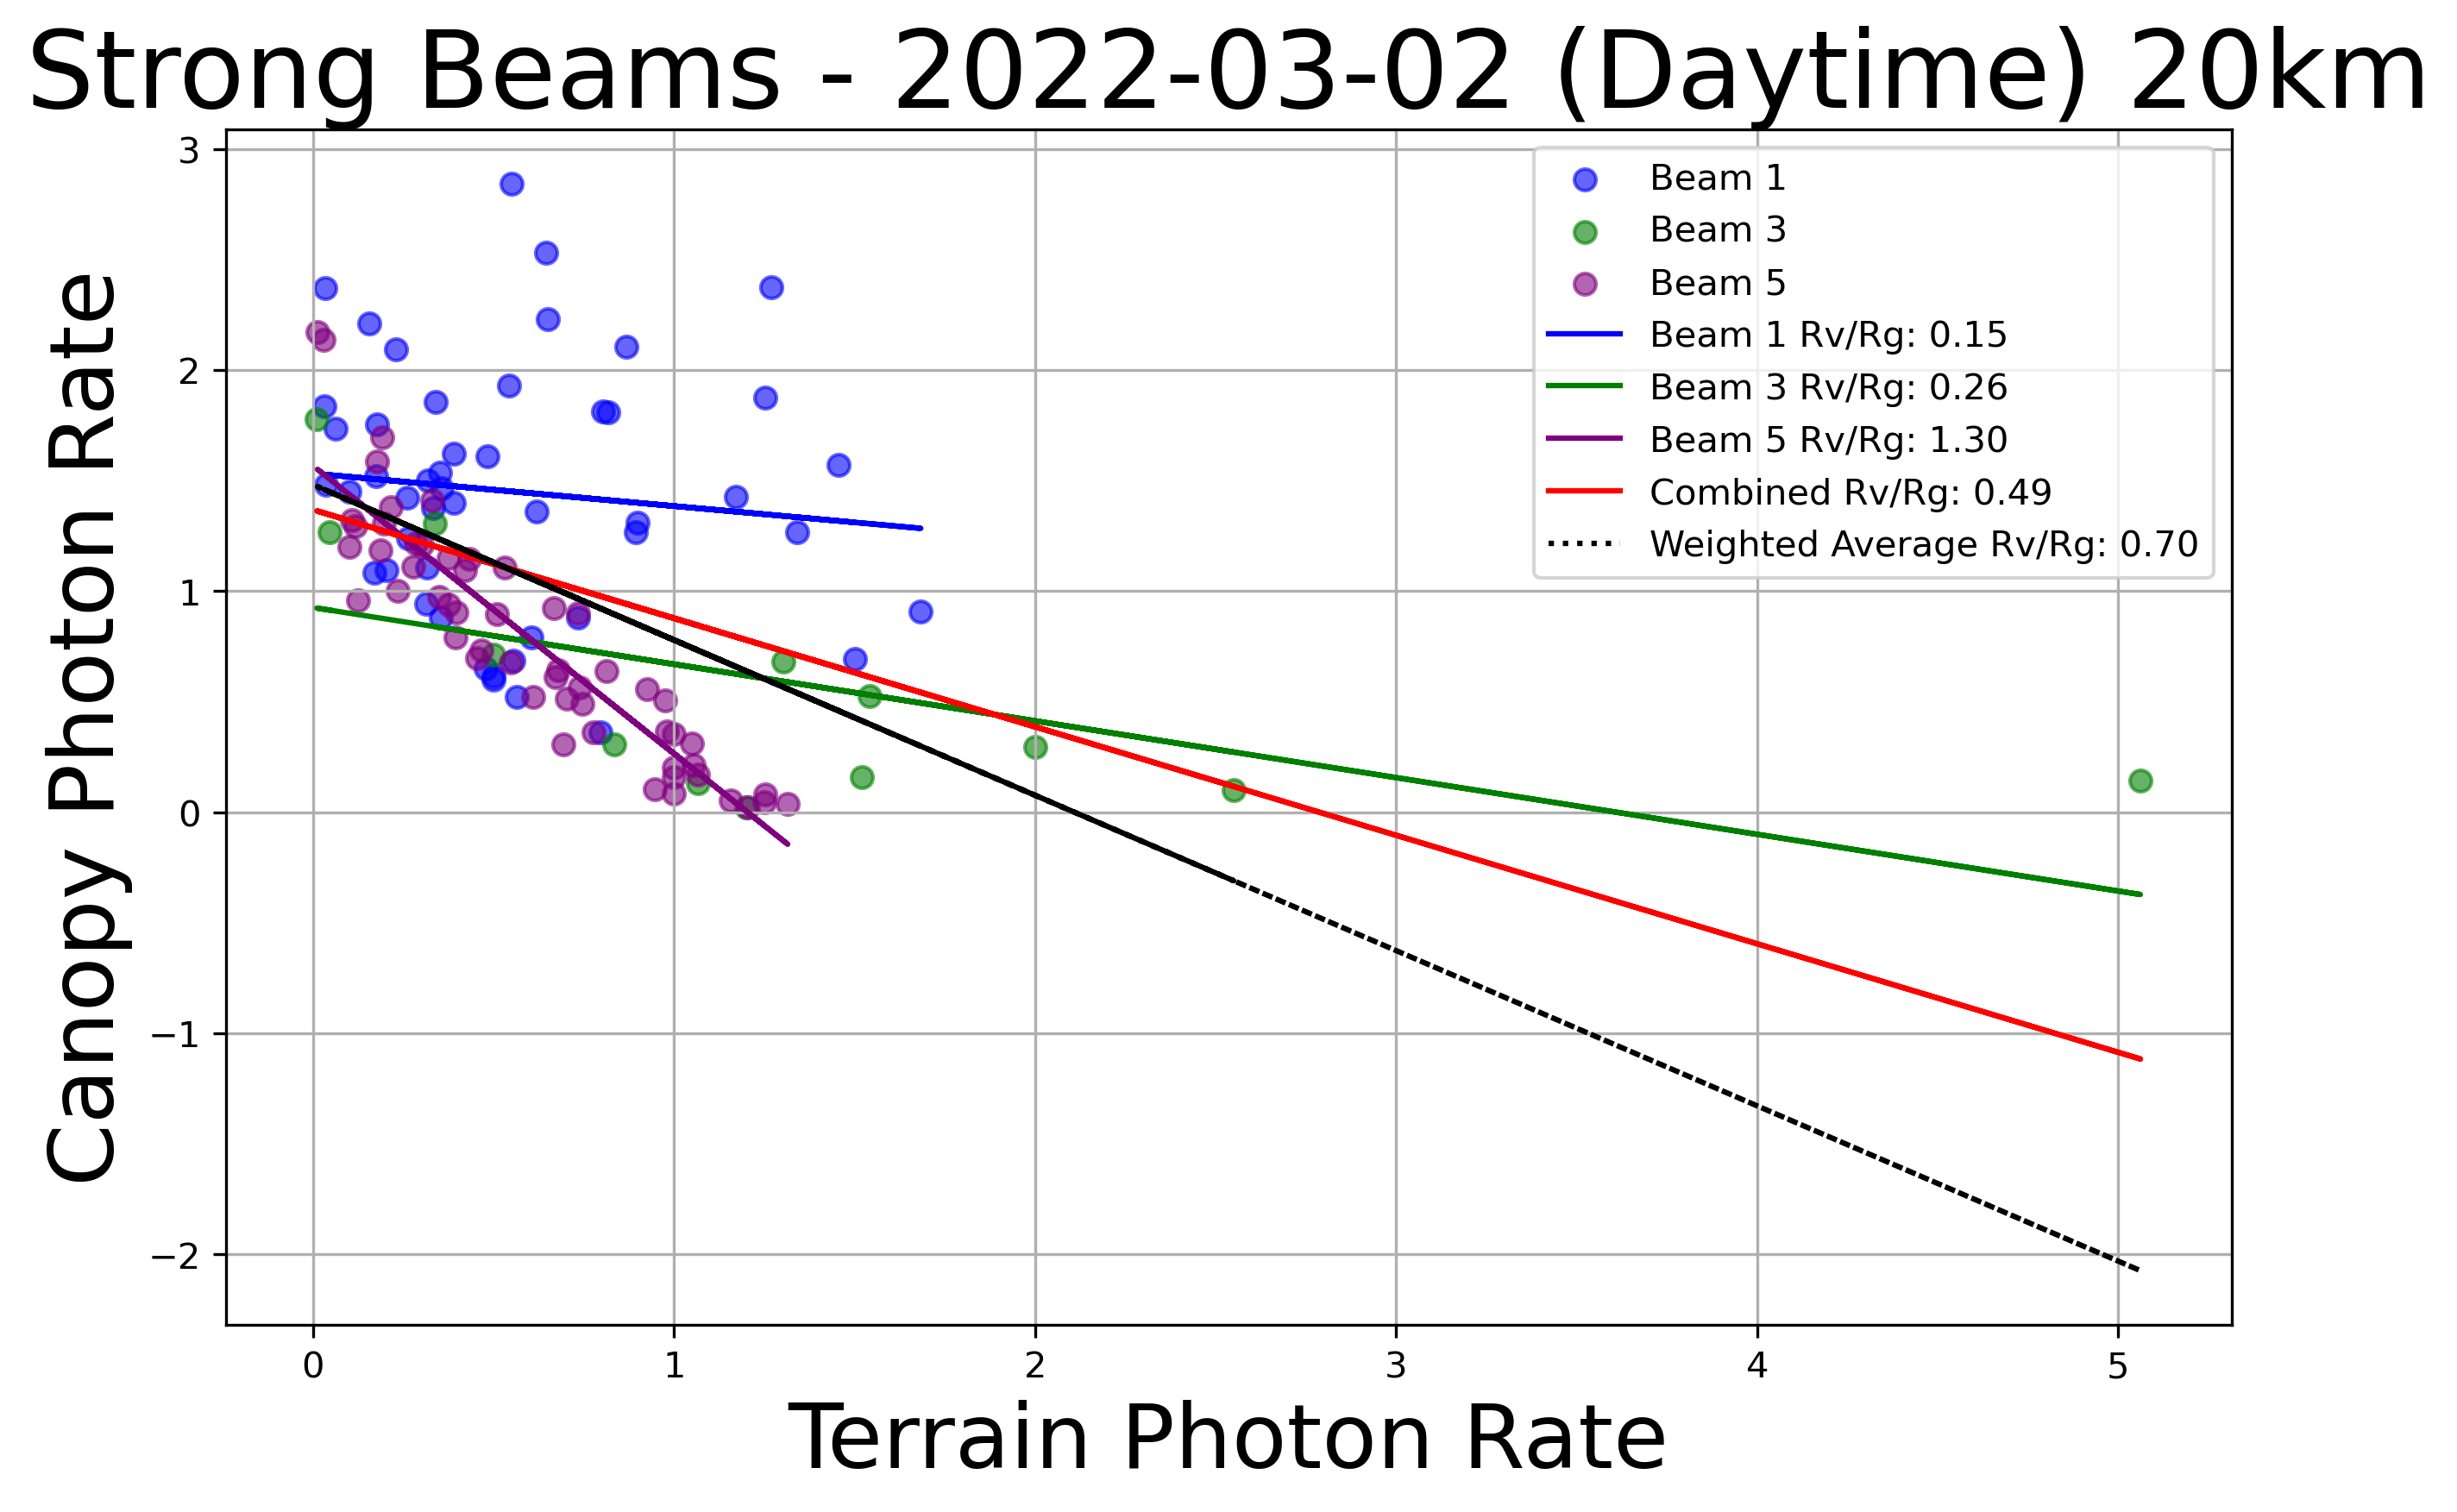 Strong Beams - 2022-03-02 (Daytime) 20km
Canopy Photon Rate
3
2
1
0
−1
−2
Beam 1
Beam 3
Beam 5
Beam 1 Rv/Rg: 0.15
Beam 3 Rv/Rg: 0.26
Beam 5 Rv/Rg: 1.30
Combined Rv/Rg: 0.49
Weighted Average Rv/Rg: 0.70
0 1 2 3 4 5
Terrain Photon Rate